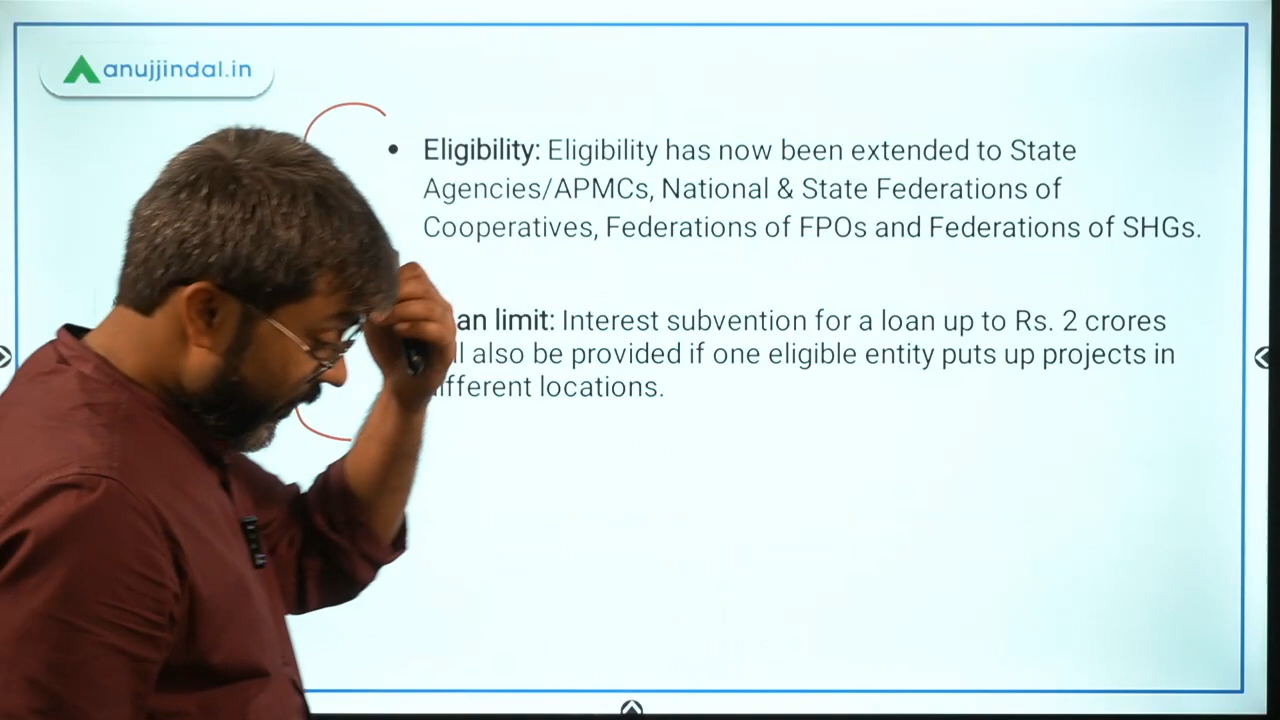 anujjindal.in
• Eligibility: Eligibility has now been extended to State
Agencies/APMCs, National & State Federations of
Cooperatives, Federations of FPOs and Federations of SHGs.
limit: Interest subvention for a loan up to Rs. 2 crores
also be provided if one eligible entity puts up projects in
locations.